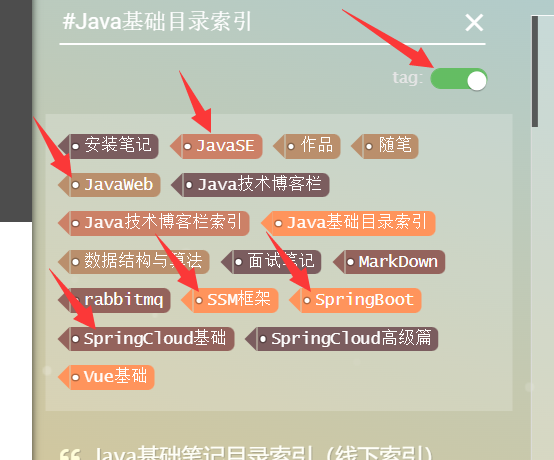 #Java基础目录索引 ×
tag:
安装笔记 JavaSE 作品 随笔
JavaWeb Java技术博客栏
Java技术博客栏索引 Java基础目录索引
数据结构与算法 面试笔记 MarkDown
rabbitmq SSM框架 SpringBoot
SpringCloud基础 SpringCloud高级篇
Vue基础
Java基础笔记目录索引（线下索引）